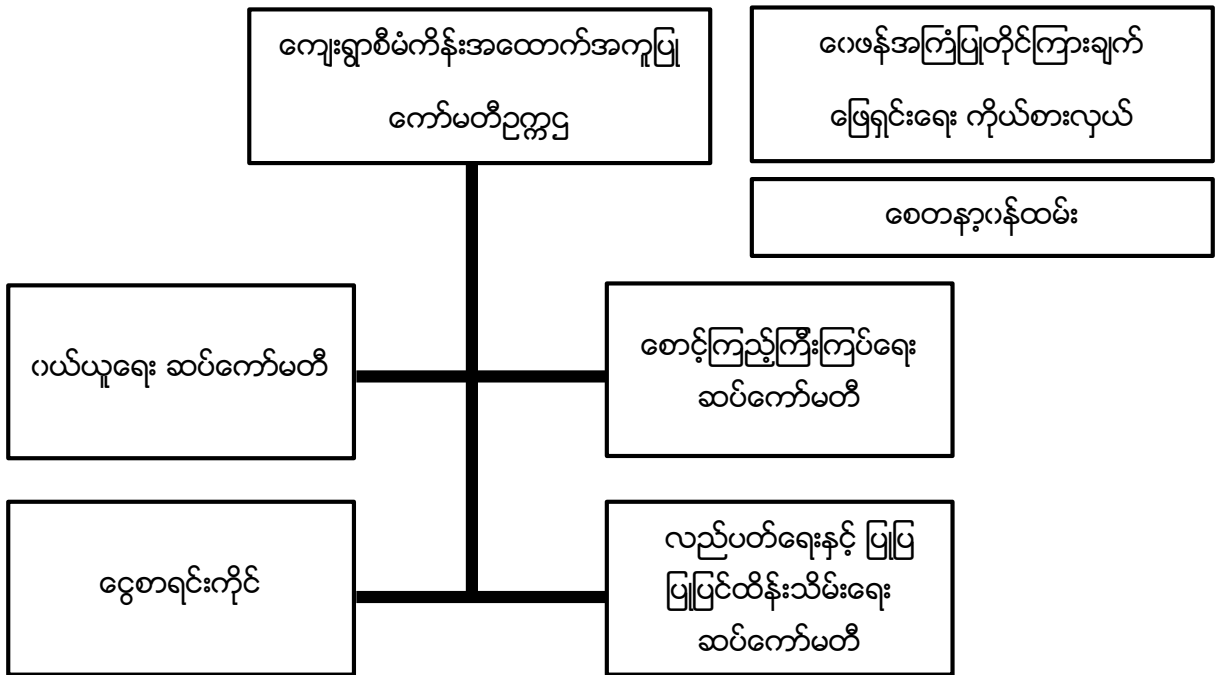 ကျေးရွာစီမံကိန်းအထောက်အကူပြု
ကော်မတီဥက္ကဌ
ဝေဖန်အကြံပြုတိုင်ကြားချက်
ဖြေရှင်းရေး ကိုယ်စားလှယ်
စေတနာ့ဝန်ထမ်း
ဝယ်ယူရေး ဆပ်ကော်မတီ
စောင့်ကြည့်ကြီးကြပ်ရေး
ဆပ်ကော်မတီ
ငွေစာရင်းကိုင်
လည်ပတ်ရေးနှင့် ပြုပြ
ပြုပြင်ထိန်းသိမ်းရေး
ဆပ်ကော်မတီ